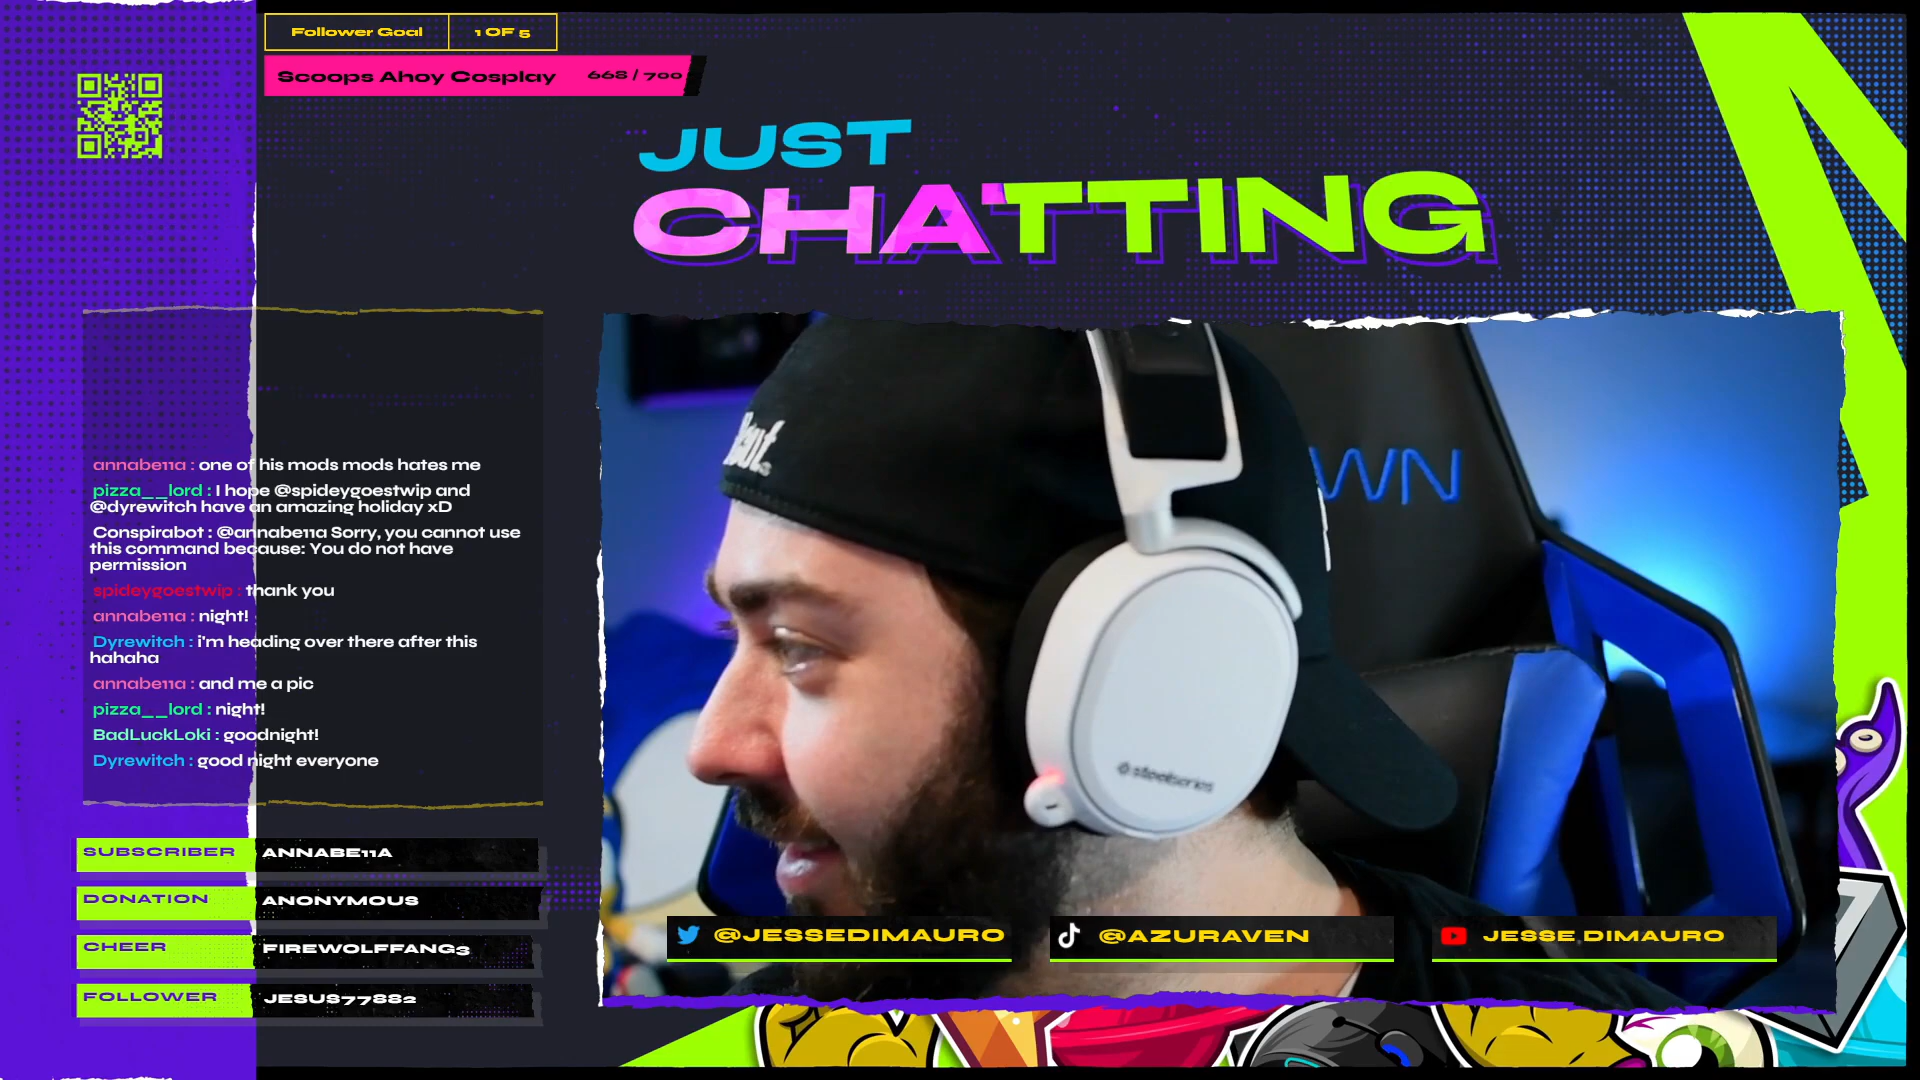 Follower Goal
1 OF 5
Scoops Ahoy Cosplay
668 / 700
JUST
CHATTING
annabe11a : one of his mods mods hates me
pizza__lord : I hope @spideygoestwip and
@dyrewitch have an amazing holiday xD
Conspirabot : @annabe11a Sorry, you cannot use
this command because: You do not have
permission
spideygoestwip : thank you
annabe11a : night!
Dyrewitch : i'm heading over there after this
hahaha
annabe11a : and me a pic
pizza__lord : night!
BadLuckLoki : goodnight!
Dyrewitch : good night everyone
SUBSCRIBER ANNABE11A
DONATION ANONYMOUS
CHEER FIREWOLFFANG3
FOLLOWER JESUS77882
WN
steelseries
@JESSEDIMAURO
@AZURAVEN
JESSE DIMAURO